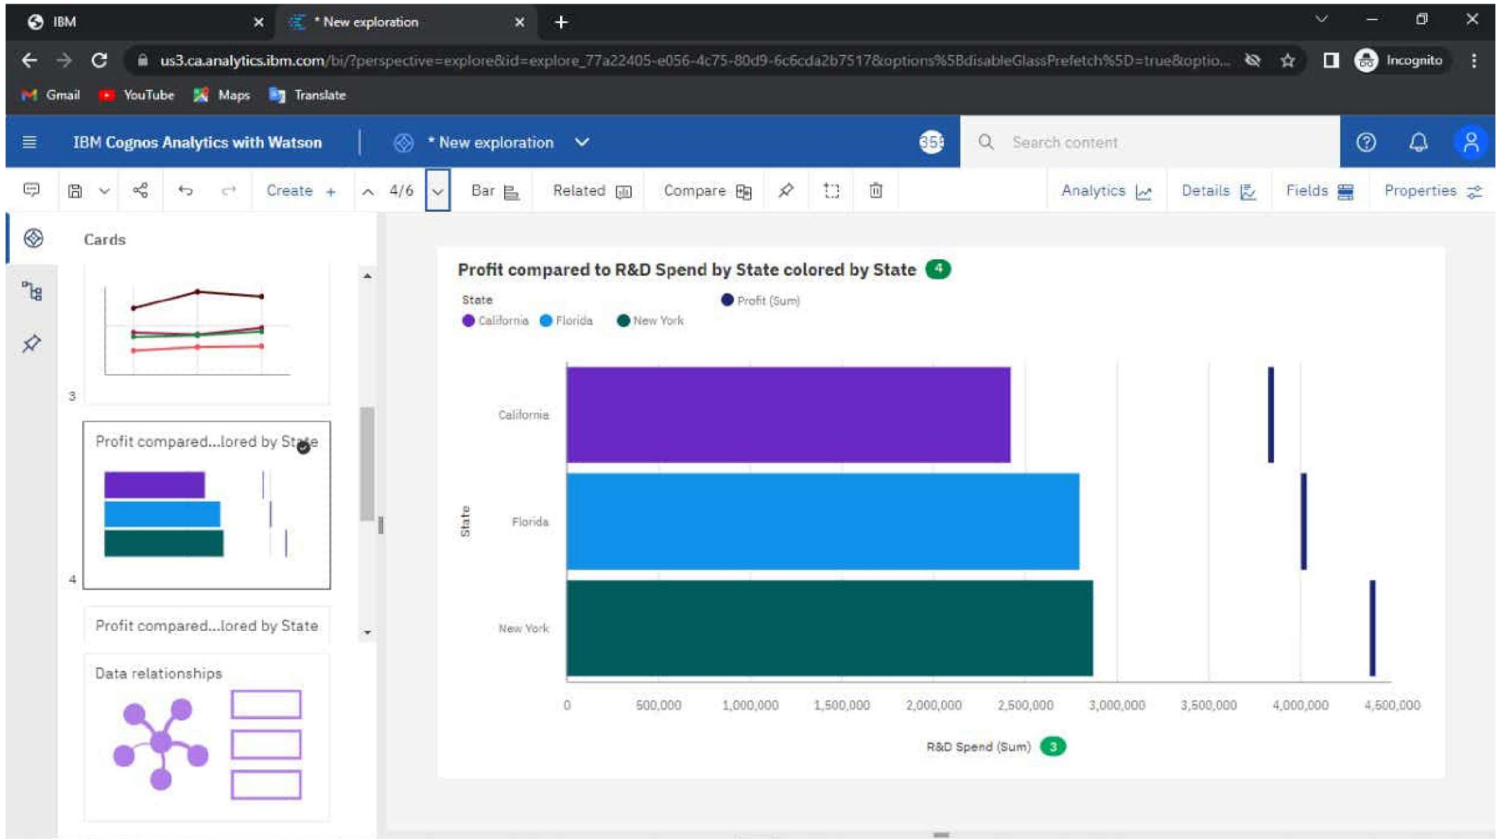 IBM
* New exploration
us3.ca.analytics.ibm.com/bi/?perspective=explore&id=explore_77a22405-e056-4c75-80d9-6c6cda2b7517&options%5BdisableGlassPrefetch%5D=true&optio...
Incognito
Gmail YouTube Maps Translate
IBM Cognos Analytics with Watson
* New exploration
Search content
Create + 4/6 Bar Related Compare Analytics Details Fields Properties
Cards
3
Profit compared...lored by State
4
Profit compared...lored by State
Data relationships
Profit compared to R&D Spend by State colored by State 4
State
California Florida New York
Profit (Sum)
State
California
Florida
New York
0 500,000 1,000,000 1,500,000 2,000,000 2,500,000 3,000,000 3,500,000 4,000,000 4,500,000
R&D Spend (Sum) 3